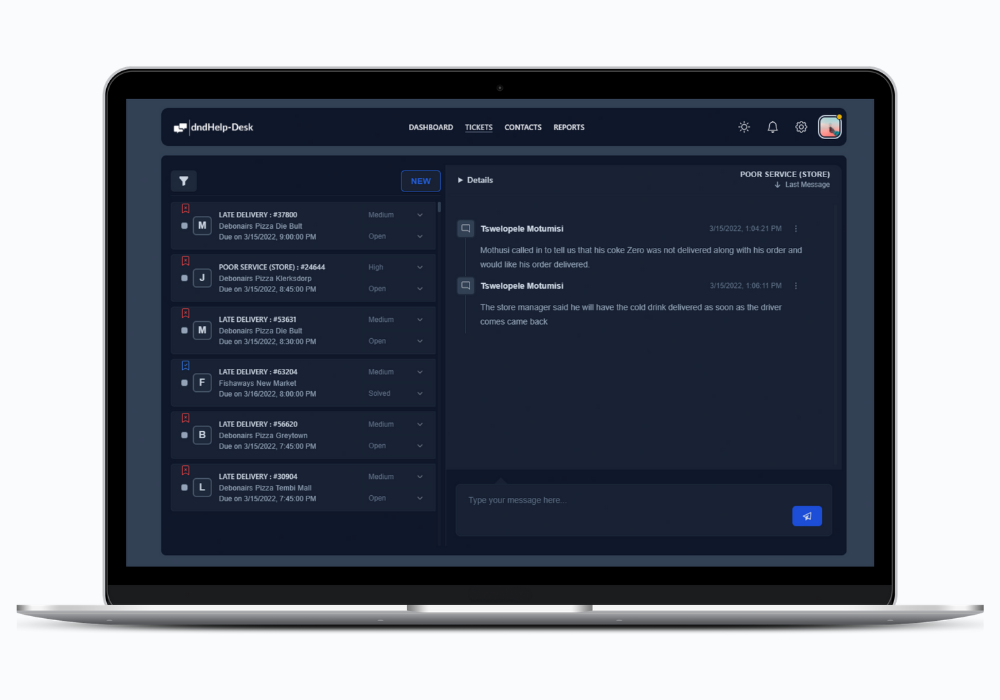 dndHelp-Desk
DASHBOARD TICKETS CONTACTS REPORTS
NEW
M
LATE DELIVERY : #37800
Debonairs Pizza Die Bult
Due on 3/15/2022, 9:00:00 PM
Medium
Open
J
POOR SERVICE (STORE) : #24644
Debonairs Pizza Klerksdorp
Due on 3/15/2022, 8:45:00 PM
High
Open
M
LATE DELIVERY : #53631
Debonairs Pizza Die Bult
Due on 3/15/2022, 8:30:00 PM
Medium
Open
F
LATE DELIVERY : #63204
Fishaways New Market
Due on 3/16/2022, 8:00:00 PM
Medium
Solved
B
LATE DELIVERY : #56620
Debonairs Pizza Greytown
Due on 3/15/2022, 7:45:00 PM
Medium
Open
L
LATE DELIVERY : #30904
Debonairs Pizza Tembi Mall
Due on 3/15/2022, 7:45:00 PM
Medium
Open
Details
POOR SERVICE (STORE)
Last Message
Tswelopele Motumisi
3/15/2022, 1:04:21 PM
Mothusi called in to tell us that his coke Zero was not delivered along with his order and
would like his order delivered.
Tswelopele Motumisi
3/15/2022, 1:06:11 PM
The store manager said he will have the cold drink delivered as soon as the driver
comes came back
Type your message here...